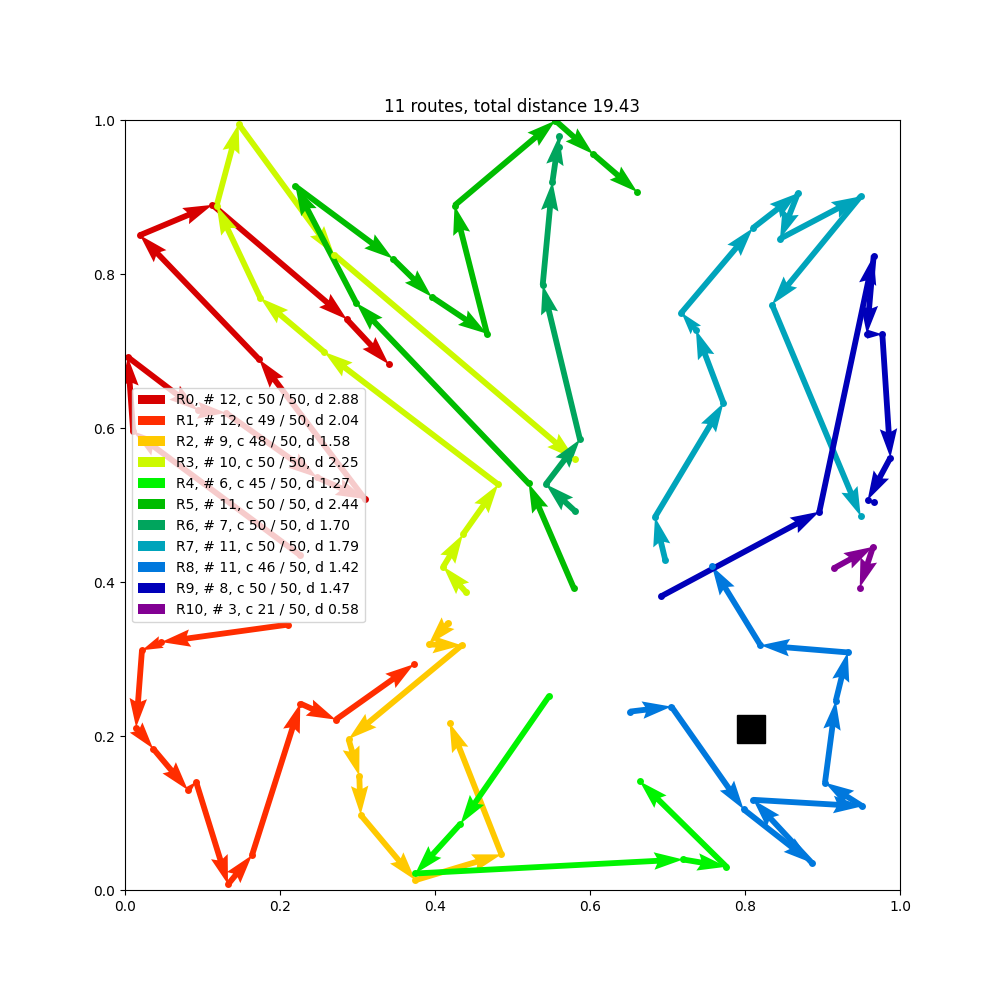 11 routes, total distance 19.43
1.0
0.8
0.6
0.4
0.2
0.0
R0, # 12, c 50 / 50, d 2.88
R1, # 12, c 49 / 50, d 2.04
R2, # 9, c 48 / 50, d 1.58
R3, # 10, c 50 / 50, d 2.25
R4, # 6, c 45 / 50, d 1.27
R5, # 11, c 50 / 50, d 2.44
R6, # 7, c 50 / 50, d 1.70
R7, # 11, c 50 / 50, d 1.79
R8, # 11, c 46 / 50, d 1.42
R9, # 8, c 50 / 50, d 1.47
R10, # 3, c 21 / 50, d 0.58
0.0 0.2 0.4 0.6 0.8 1.0